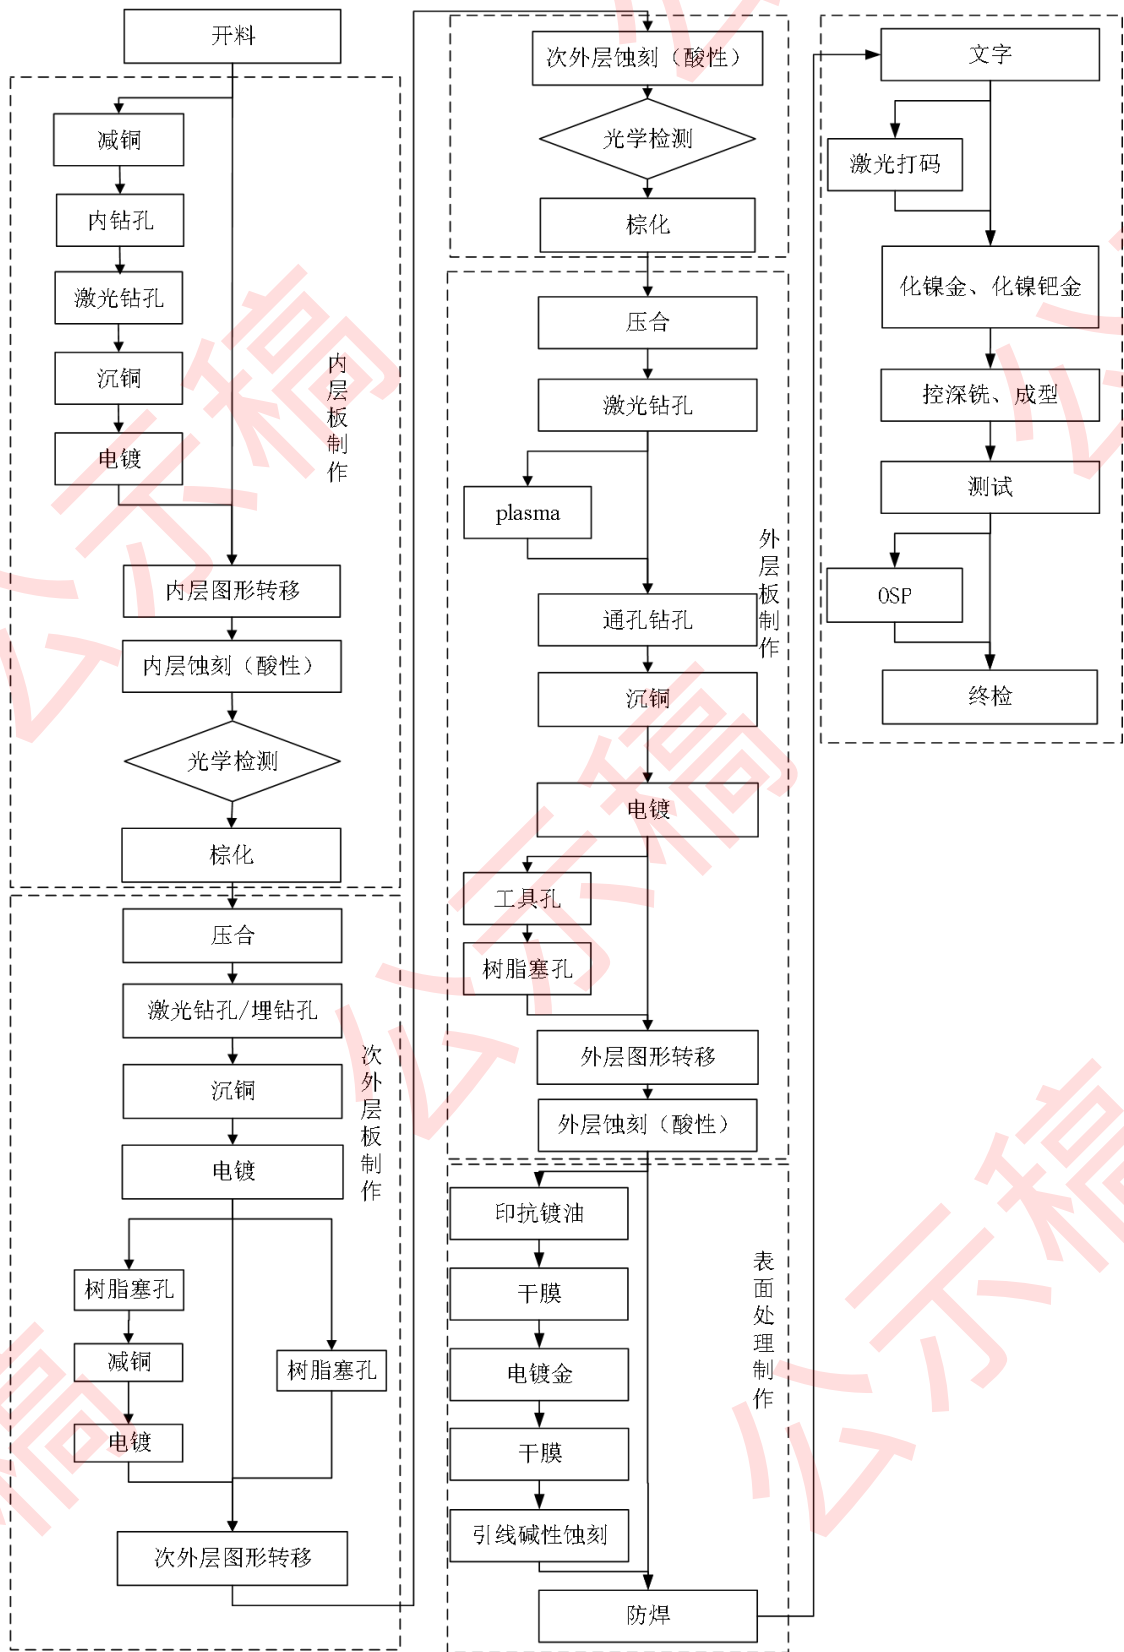 开料
减铜
内钻孔
激光钻孔
沉铜
电镀
内层板制作
内层图形转移
内层蚀刻（酸性）
光学检测
棕化
压合
激光钻孔/埋钻孔
沉铜
电镀
次外层板制作
树脂塞孔
减铜
电镀
树脂塞孔
次外层图形转移
次外层蚀刻（酸性）
光学检测
棕化
压合
激光钻孔
plasma
外层板制作
通孔钻孔
沉铜
电镀
工具孔
树脂塞孔
外层图形转移
外层蚀刻（酸性）
印抗镀油
干膜
电镀金
干膜
引线碱性蚀刻
表面处理制作
防焊
文字
激光打码
化镍金、化镍钯金
控深铣、成型
测试
OSP
终检
公示稿
公示稿
公示稿